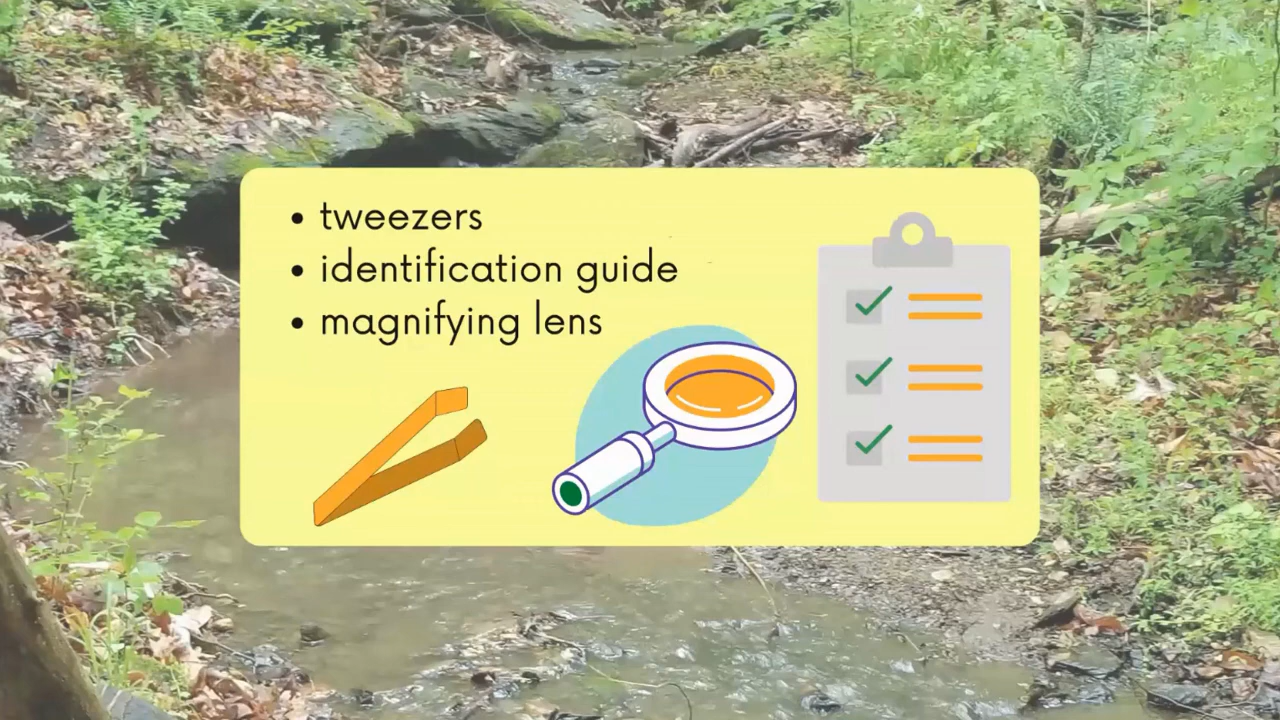 • tweezers
• identification guide
• magnifying lens